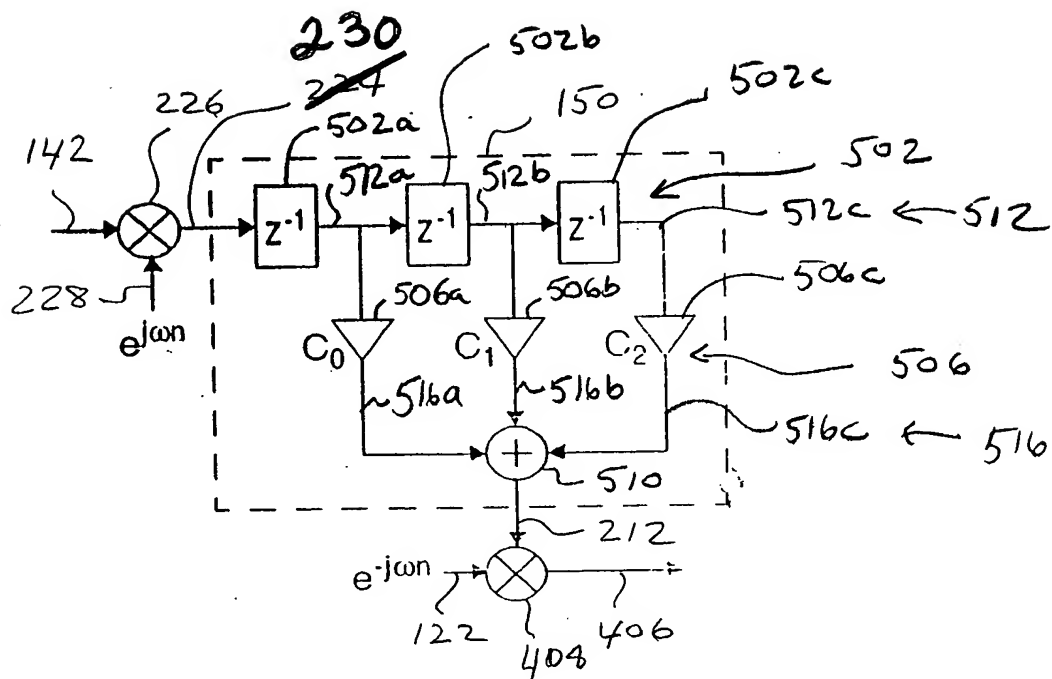 230
224
226
502a
502b
150
502c
142
512a
512b
502
z⁻¹
z⁻¹
z⁻¹
512c
512
228
e^jωn
506a
506b
506c
C₀
C₁
C₂
506
516a
516b
516c
516
+
510
212
e^-jωn
122
408
406